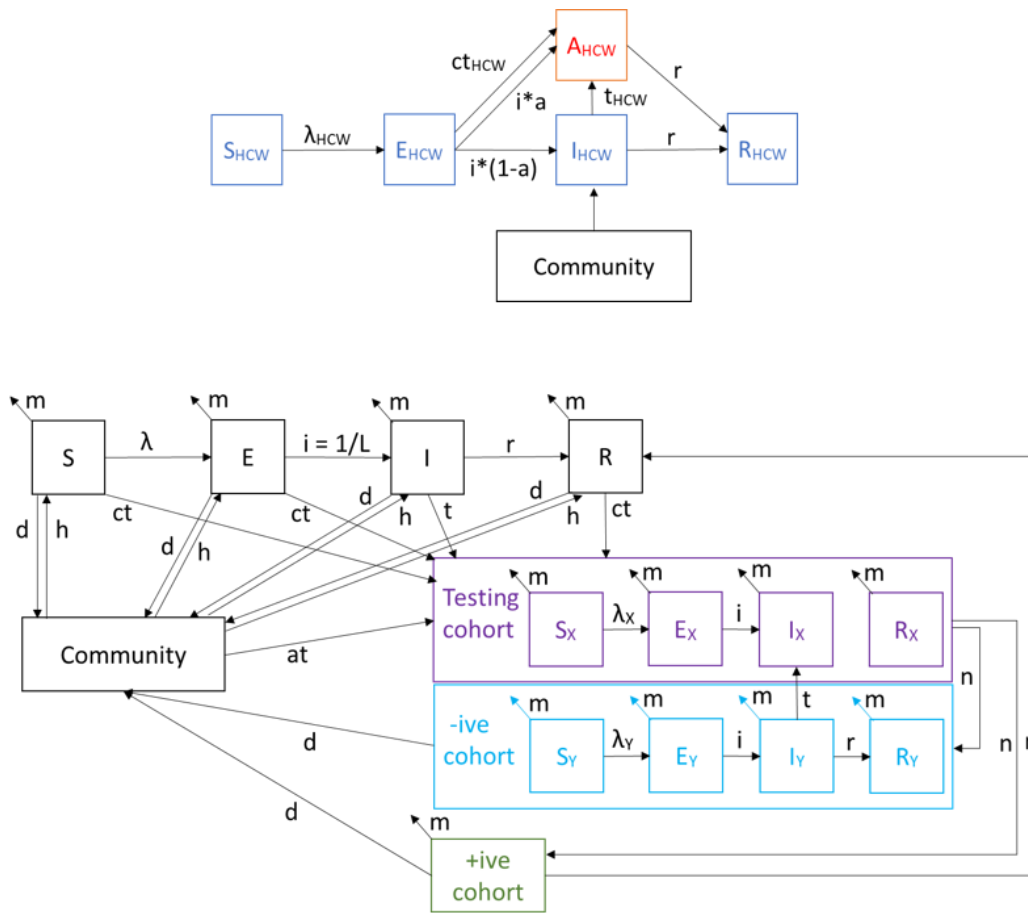 A_HCW
ct_HCW
r
i*a
t_HCW
S_HCW
λ_HCW
E_HCW
I_HCW
r
R_HCW
i*(1-a)
Community
m
m
m
m
S
λ
E
i = 1/L
I
r
R
d
h
ct
d
h
ct
d
h
t
d
h
ct
Testing
cohort
m
m
m
m
S_X
λ_X
E_X
i
I_X
R_X
Community
at
n
-ive
cohort
m
m
m
t
m
S_Y
λ_Y
E_Y
i
I_Y
r
R_Y
n
d
d
m
+ive
cohort